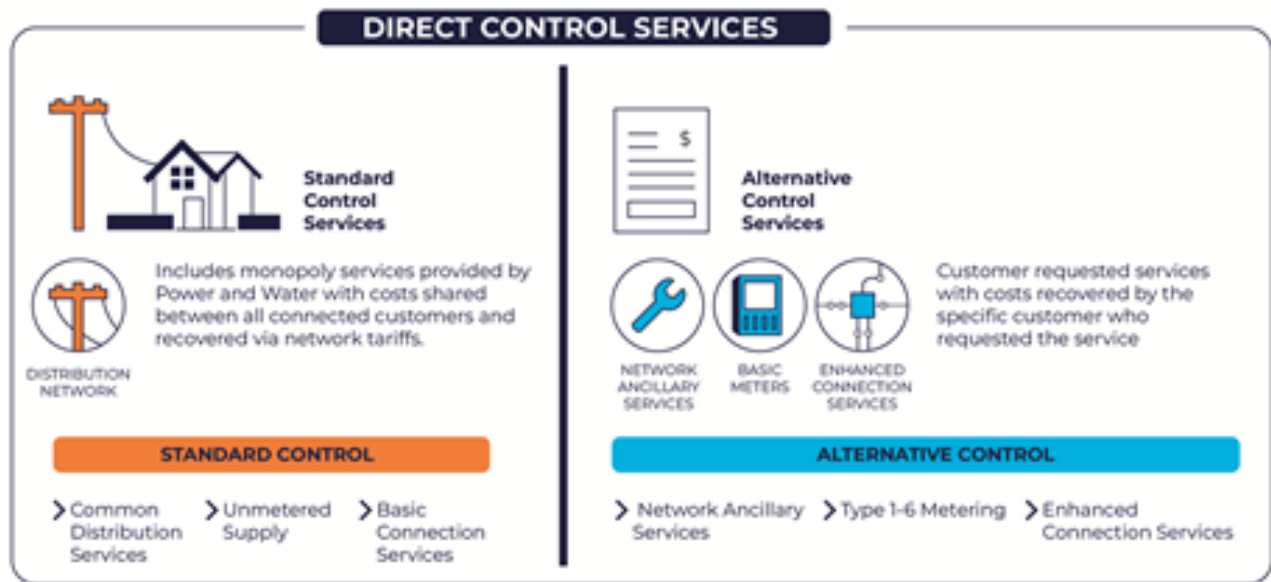 DIRECT CONTROL SERVICES
Standard
Control
Services
Includes monopoly services provided by
Power and Water with costs shared
between all connected customers and
recovered via network tariffs.
DISTRIBUTION
NETWORK
STANDARD CONTROL
Common
Distribution
Services
Unmetered
Supply
Basic
Connection
Services
$
Alternative
Control
Services
NETWORK
ANCILLARY
SERVICES
BASIC
METERS
ENHANCED
CONNECTION
SERVICES
Customer requested services
with costs recovered by the
specific customer who
requested the service
ALTERNATIVE CONTROL
Network Ancillary
Services
Type 1-6 Metering
Enhanced
Connection Services